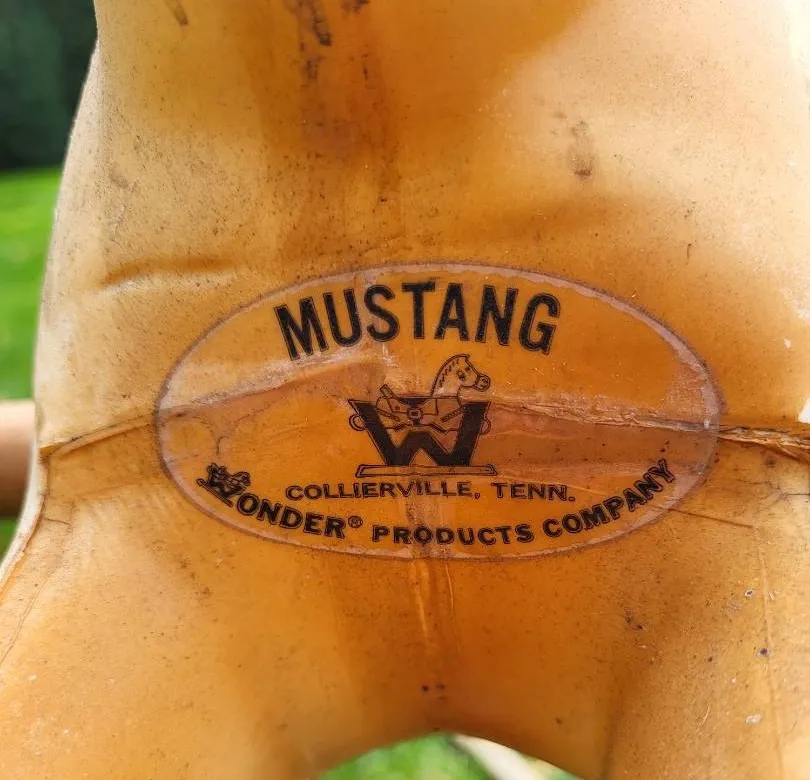 MUSTANG
W
COLLIERVILLE, TENN.
WONDER® PRODUCTS COMPANY